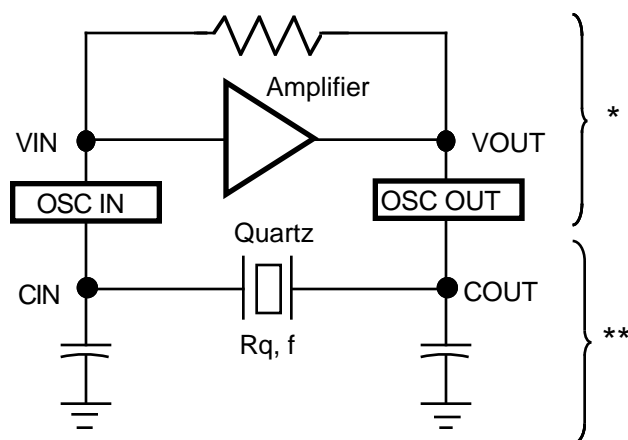 Amplifier
*
VIN
VOUT
OSC IN
OSC OUT
Quartz
CIN
COUT
**
Rq, f